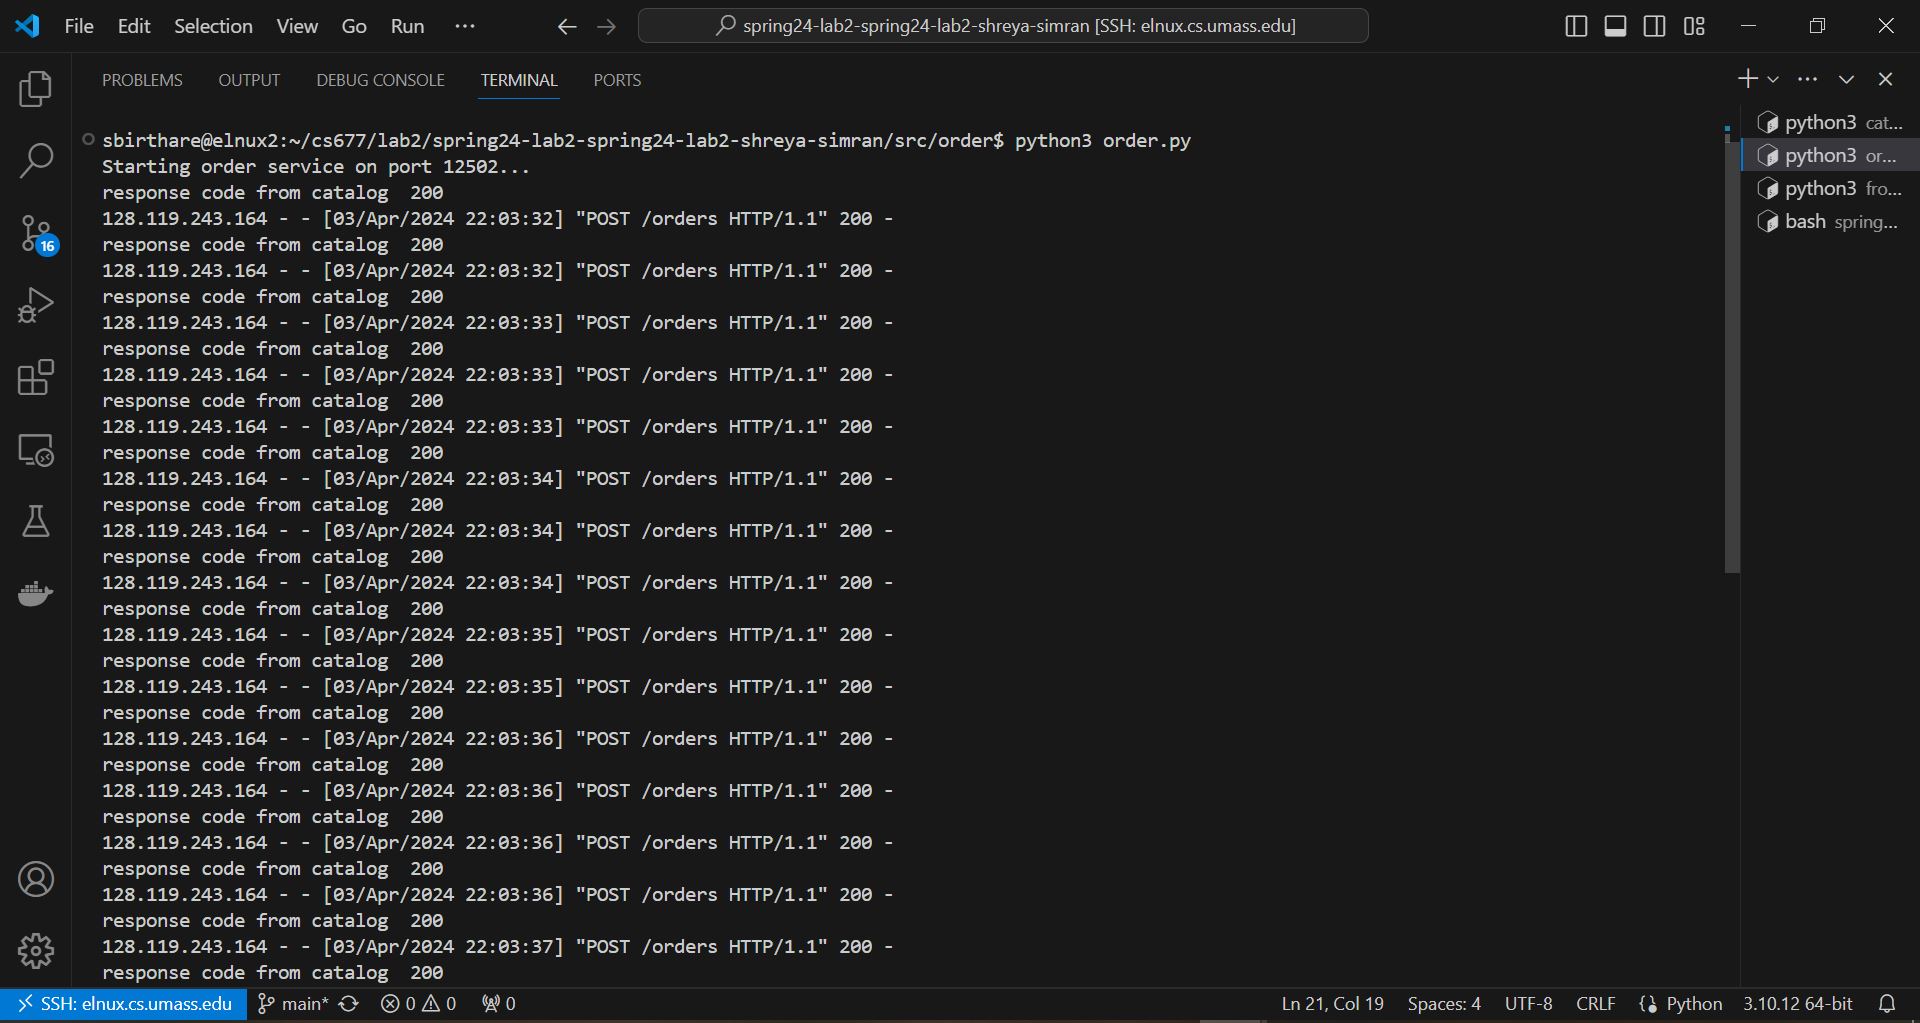 File Edit Selection View Go Run ··· spring24-lab2-spring24-lab2-shreya-simran [SSH: elnux.cs.umass.edu]
PROBLEMS OUTPUT DEBUG CONSOLE TERMINAL PORTS
sbirthare@elnux2:~/cs677/lab2/spring24-lab2-spring24-lab2-shreya-simran/src/order$ python3 order.py
Starting order service on port 12502...
response code from catalog  200
128.119.243.164 - - [03/Apr/2024 22:03:32] "POST /orders HTTP/1.1" 200 -
response code from catalog  200
128.119.243.164 - - [03/Apr/2024 22:03:32] "POST /orders HTTP/1.1" 200 -
response code from catalog  200
128.119.243.164 - - [03/Apr/2024 22:03:33] "POST /orders HTTP/1.1" 200 -
response code from catalog  200
128.119.243.164 - - [03/Apr/2024 22:03:33] "POST /orders HTTP/1.1" 200 -
response code from catalog  200
128.119.243.164 - - [03/Apr/2024 22:03:33] "POST /orders HTTP/1.1" 200 -
response code from catalog  200
128.119.243.164 - - [03/Apr/2024 22:03:34] "POST /orders HTTP/1.1" 200 -
response code from catalog  200
128.119.243.164 - - [03/Apr/2024 22:03:34] "POST /orders HTTP/1.1" 200 -
response code from catalog  200
128.119.243.164 - - [03/Apr/2024 22:03:34] "POST /orders HTTP/1.1" 200 -
response code from catalog  200
128.119.243.164 - - [03/Apr/2024 22:03:35] "POST /orders HTTP/1.1" 200 -
response code from catalog  200
128.119.243.164 - - [03/Apr/2024 22:03:35] "POST /orders HTTP/1.1" 200 -
response code from catalog  200
128.119.243.164 - - [03/Apr/2024 22:03:36] "POST /orders HTTP/1.1" 200 -
response code from catalog  200
128.119.243.164 - - [03/Apr/2024 22:03:36] "POST /orders HTTP/1.1" 200 -
response code from catalog  200
128.119.243.164 - - [03/Apr/2024 22:03:36] "POST /orders HTTP/1.1" 200 -
response code from catalog  200
128.119.243.164 - - [03/Apr/2024 22:03:36] "POST /orders HTTP/1.1" 200 -
response code from catalog  200
128.119.243.164 - - [03/Apr/2024 22:03:37] "POST /orders HTTP/1.1" 200 -
response code from catalog  200
python3 cat...
python3 or...
python3 fro...
bash spring...
16
SSH: elnux.cs.umass.edu main* 0 0 0 Ln 21, Col 19 Spaces: 4 UTF-8 CRLF Python 3.10.12 64-bit